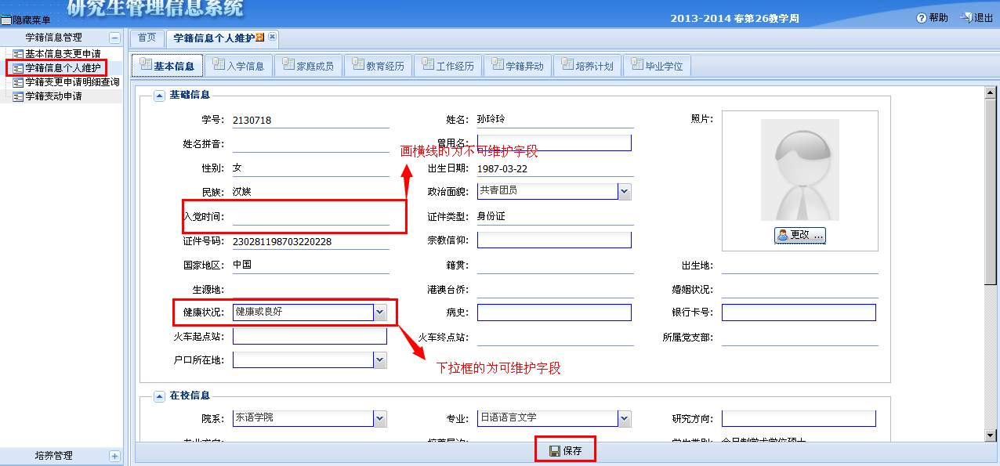 研究生管理信息系统
隐藏菜单
2013-2014 春第26教学周
帮助 退出
学籍信息管理
基本信息变更申请
学籍信息个人维护
学籍变更申请明细查询
学籍变动申请
培养管理
首页 学籍信息个人维护
基本信息 入学信息 家庭成员 教育经历 工作经历 学籍异动 培养计划 毕业学位
基础信息
学号: 2130718 姓名: 孙玲玲 照片:
姓名拼音: 曾用名:
画横线的为不可维护字段
性别: 女 出生日期: 1987-03-22
民族: 汉族 政治面貌: 共青团员
入党时间: 证件类型: 身份证
更改 ...
证件号码: 230281198703220228 宗教信仰:
国家地区: 中国 籍贯: 出生地:
生源地: 港澳台侨: 婚姻状况:
健康状况: 健康或良好 病史: 银行卡号:
火车起点站: 火车终点站: 所属党支部:
户口所在地:
下拉框的为可维护字段
在校信息
院系: 东语学院 专业: 日语语言文学 研究方向:
保存